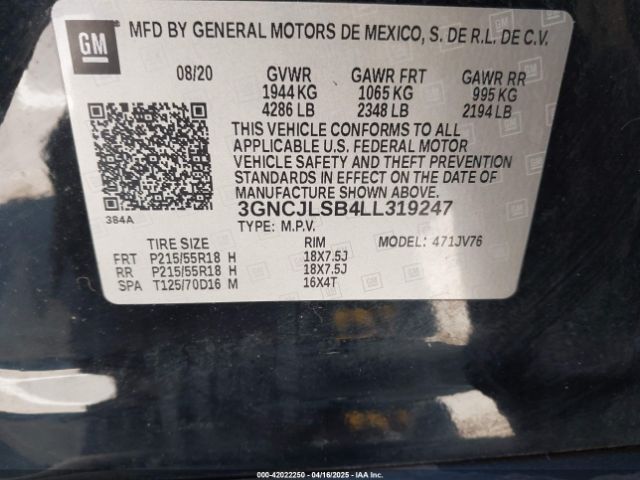 GM
MFD BY GENERAL MOTORS DE MEXICO, S. DE R.L. DE C.V.
08/20 GVWR GAWR FRT GAWR RR
1944 KG 1065 KG 995 KG
4286 LB 2348 LB 2194 LB
THIS VEHICLE CONFORMS TO ALL
APPLICABLE U.S. FEDERAL MOTOR
VEHICLE SAFETY AND THEFT PREVENTION
STANDARDS IN EFFECT ON THE DATE OF
MANUFACTURE SHOWN ABOVE.
384A
3GNCJLSB4LL319247
TYPE: M.P.V.
TIRE SIZE RIM MODEL: 471JV76
FRT P215/55R18 H 18X7.5J
RR P215/55R18 H 18X7.5J
SPA T125/70D16 M 16X4T
000-42022250 - 04/16/2025 - IAA Inc.